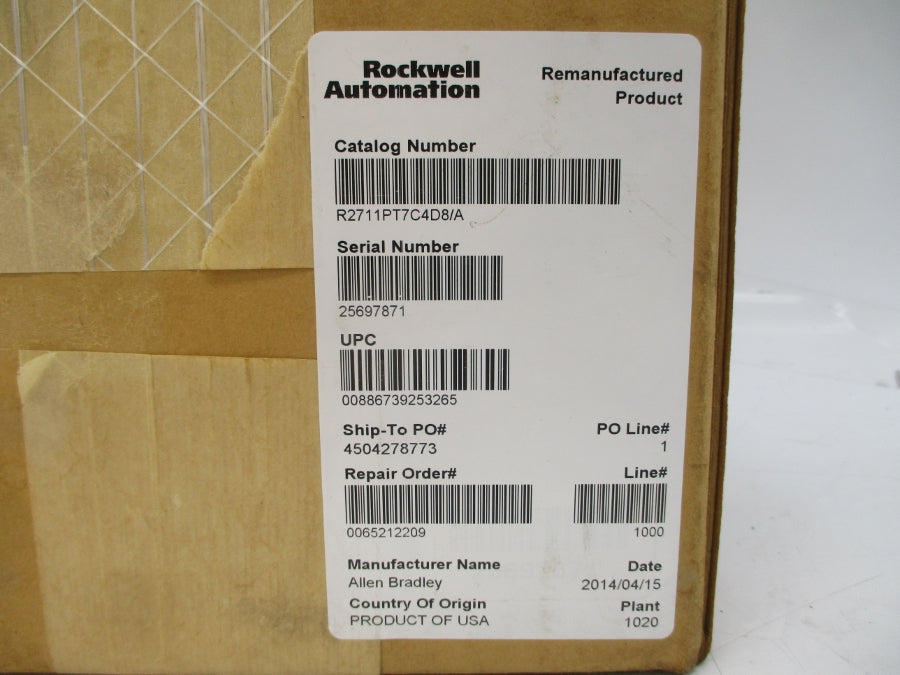 Rockwell
Automation
Remanufactured
Product
Catalog Number
R2711PT7C4D8/A
Serial Number
25697871
UPC
00886739253265
Ship-To PO# PO Line#
4504278773 1
Repair Order# Line#
0065212209 1000
Manufacturer Name Date
Allen Bradley 2014/04/15
Country Of Origin Plant
PRODUCT OF USA 1020